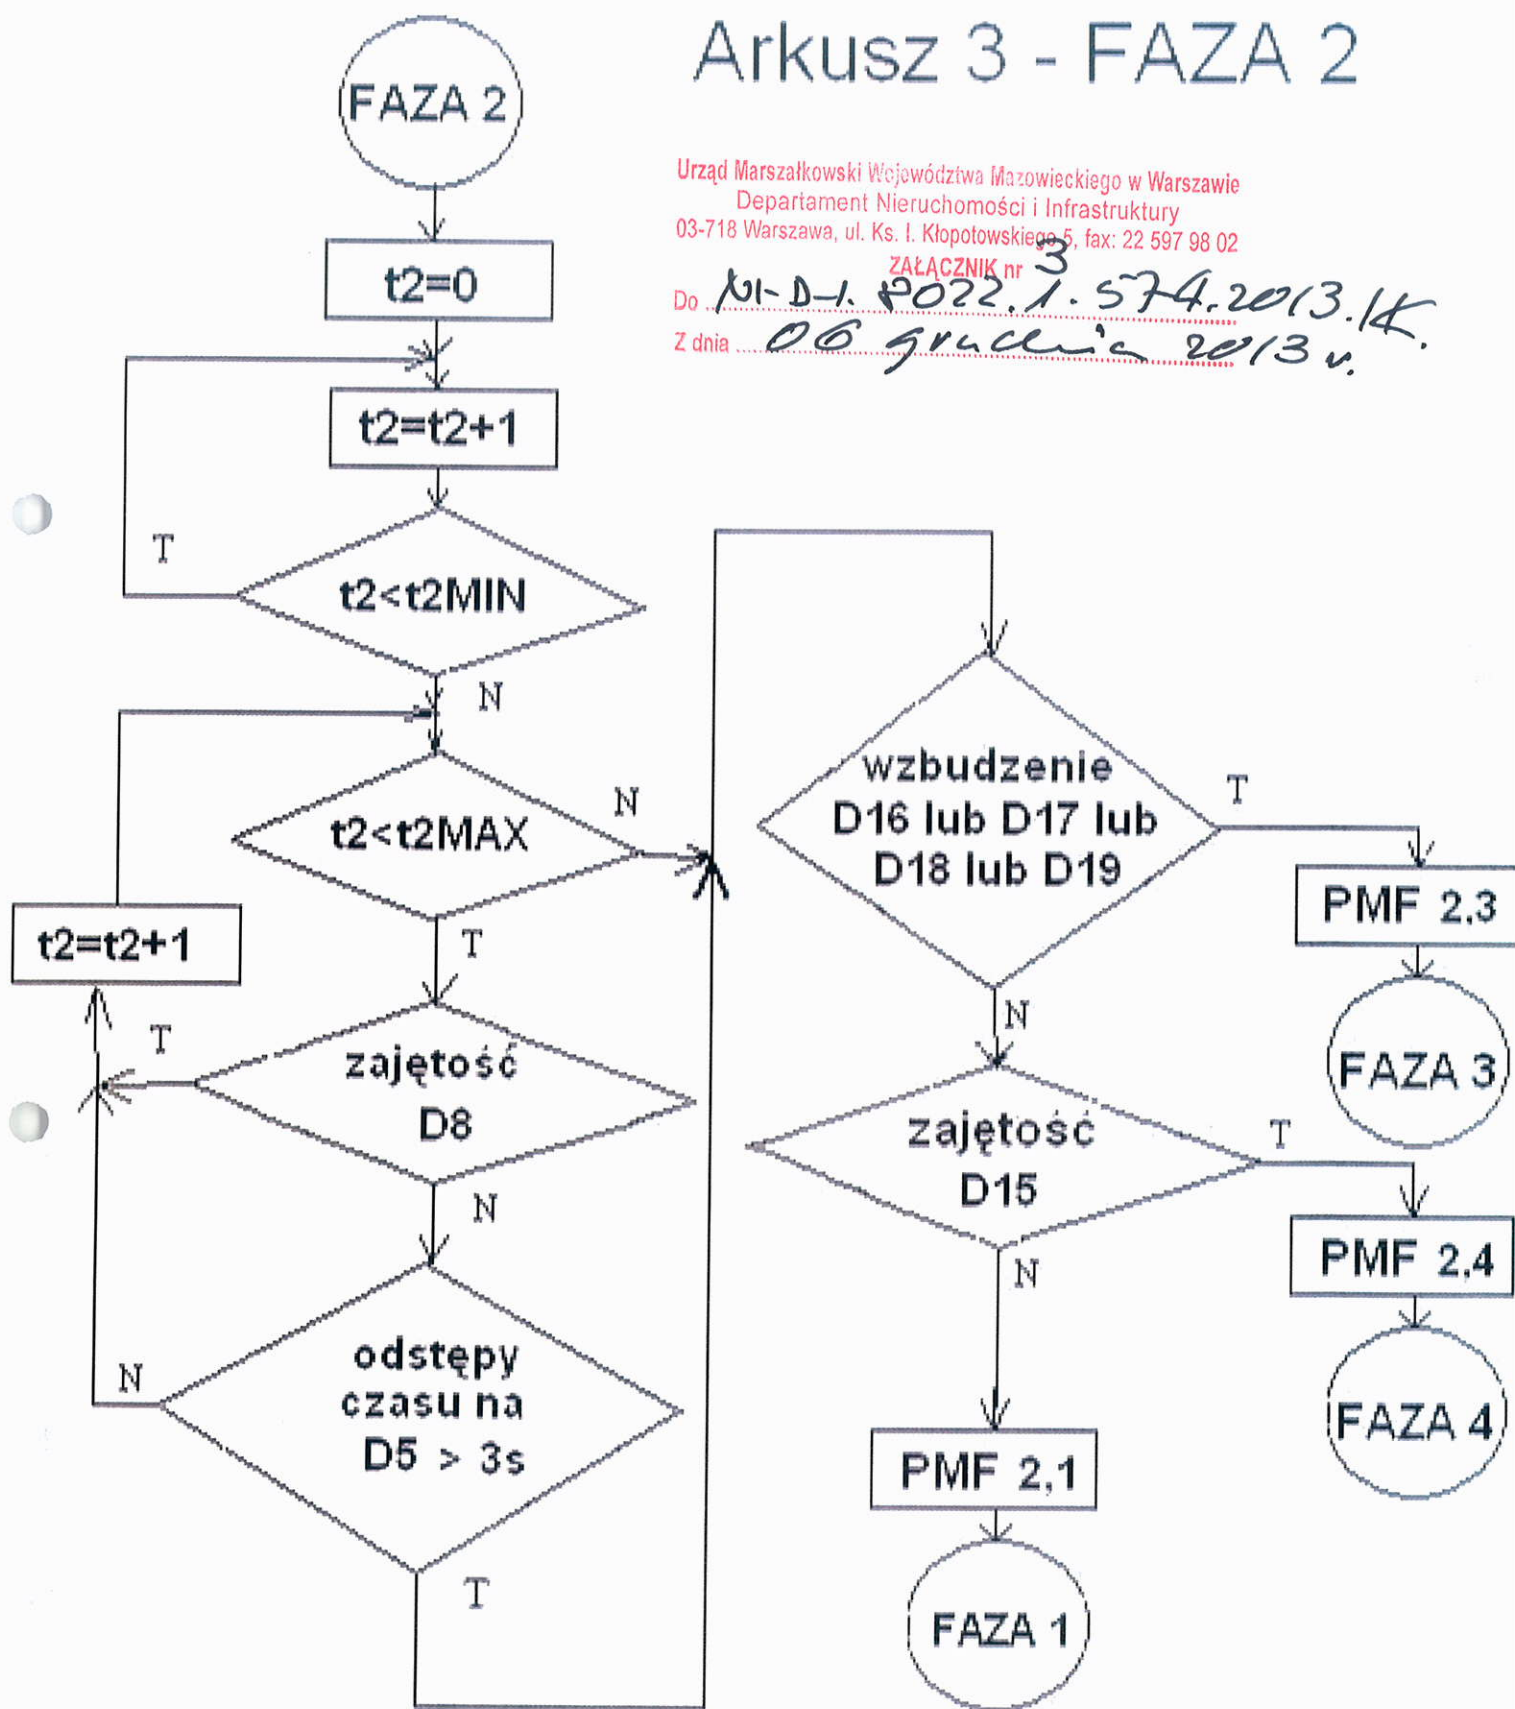 Arkusz 3 - FAZA 2
Urząd Marszałkowski Województwa Mazowieckiego w Warszawie
Departament Nieruchomości i Infrastruktury
03-718 Warszawa, ul. Ks. I. Kłopotowskiego 5, fax: 22 597 98 02
ZAŁĄCZNIK nr 3
Do NI-D-I. 8022.1.574.2013.IK.
Z dnia 06 grudnia 2013 r.
FAZA 2
t2=0
t2=t2+1
T
t2<t2MIN
N
t2<t2MAX
N
t2=t2+1
T
T
zajętość
D8
N
odstępy
czasu na
D5 > 3s
N
T
wzbudzenie
D16 lub D17 lub
D18 lub D19
T
PMF 2,3
FAZA 3
N
zajętość
D15
T
PMF 2,4
FAZA 4
N
PMF 2,1
FAZA 1